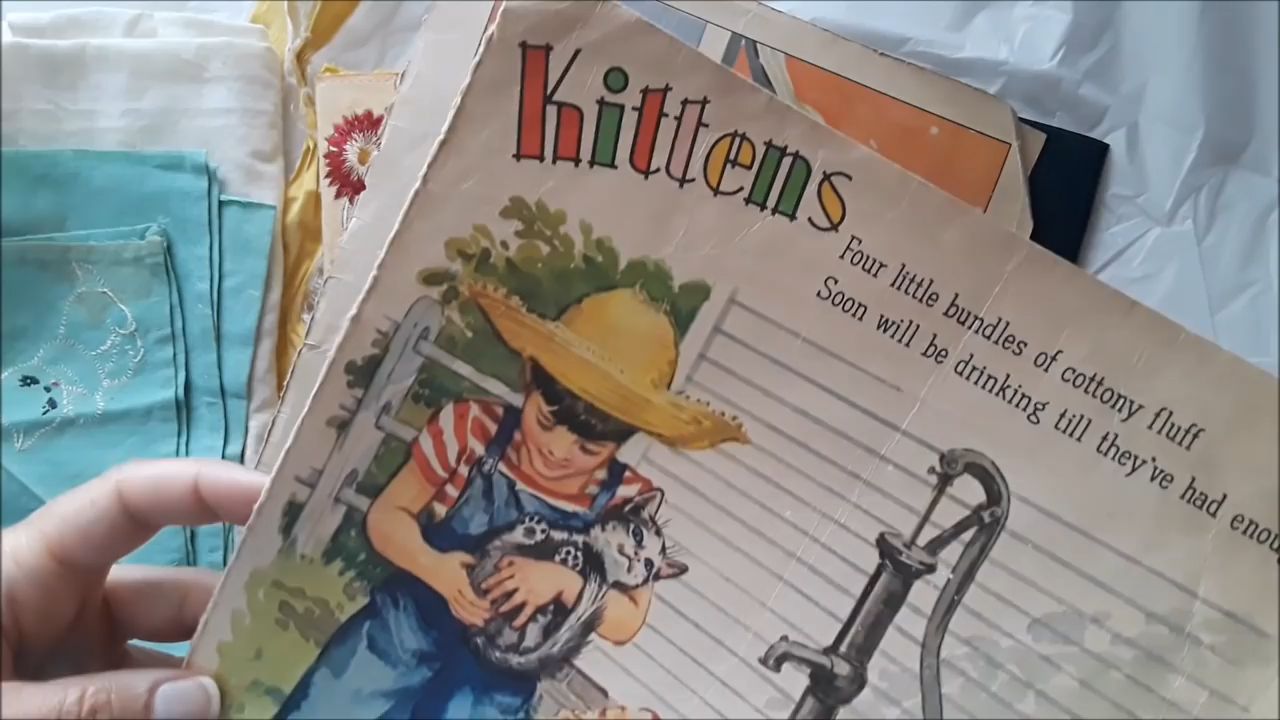 Kittens
Four little bundles of cottony fluff
Soon will be drinking till they've had